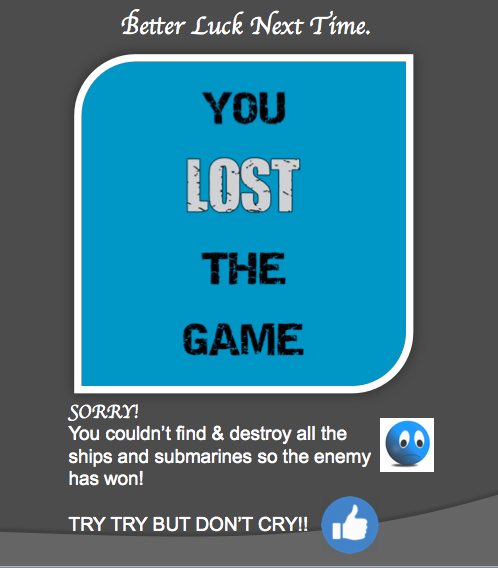 Better Luck Next Time.
YOU
LOST
THE
GAME
SORRY!
You couldn’t find & destroy all the
ships and submarines so the enemy
has won!
TRY TRY BUT DON’T CRY!!